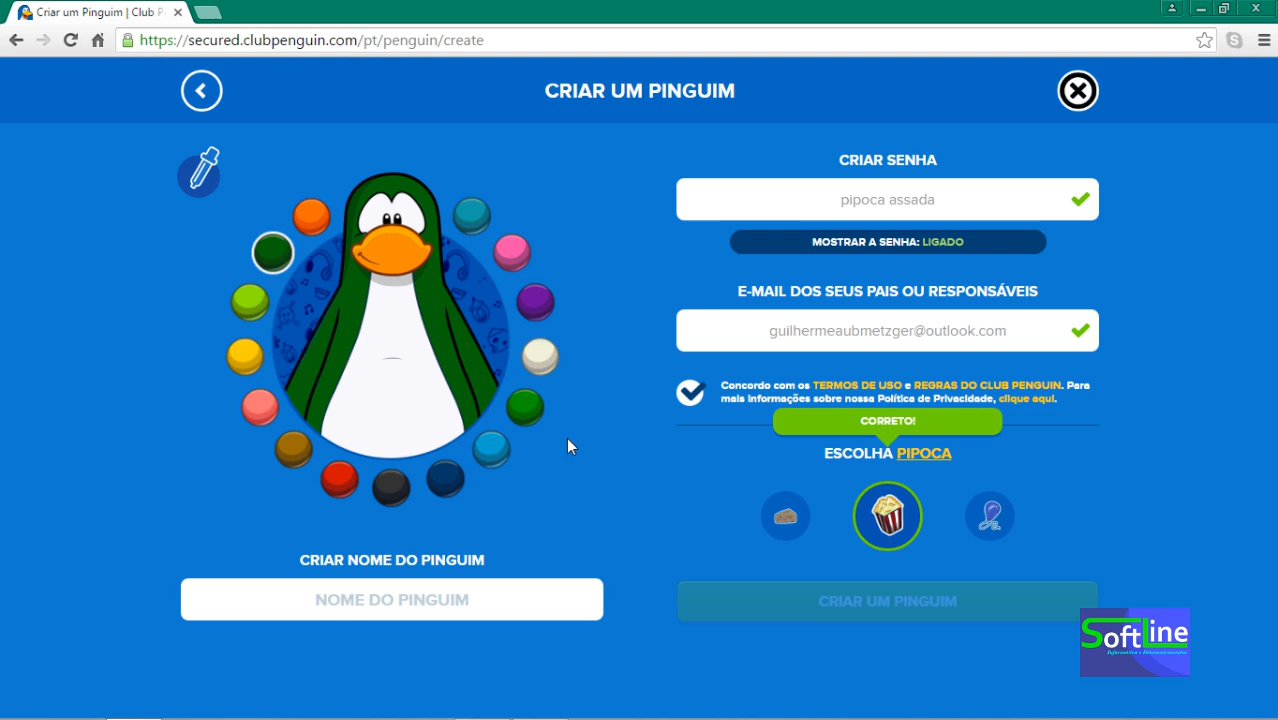 Criar um Pinguim | Club P
https://secured.clubpenguin.com/pt/penguin/create
CRIAR UM PINGUIM
CRIAR SENHA
pipoca assada
MOSTRAR A SENHA: LIGADO
E-MAIL DOS SEUS PAIS OU RESPONSÁVEIS
guilhermeaubmetzger@outlook.com
Concordo com os TERMOS DE USO e REGRAS DO CLUB PENGUIN. Para
mais informações sobre nossa Política de Privacidade, clique aqui.
CORRETO!
ESCOLHA PIPOCA
CRIAR NOME DO PINGUIM
NOME DO PINGUIM
CRIAR UM PINGUIM
SoftLine